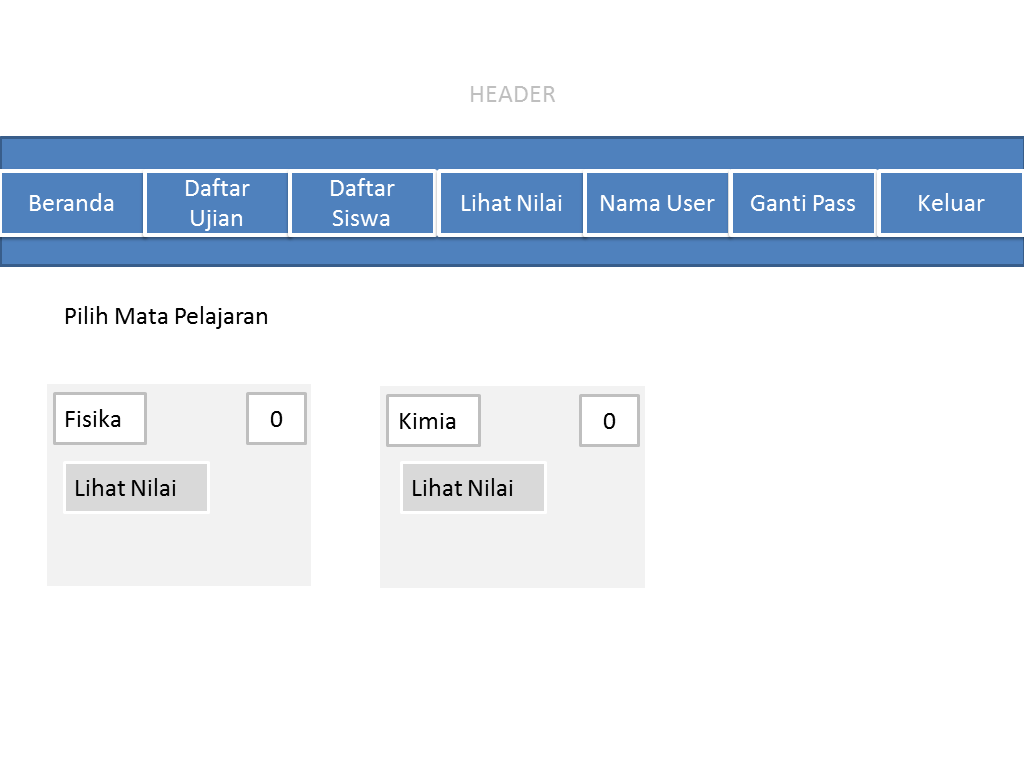 HEADER
Beranda
Daftar
Ujian
Daftar
Siswa
Lihat Nilai
Nama User
Ganti Pass
Keluar
Pilih Mata Pelajaran
Fisika
0
Lihat Nilai
Kimia
0
Lihat Nilai